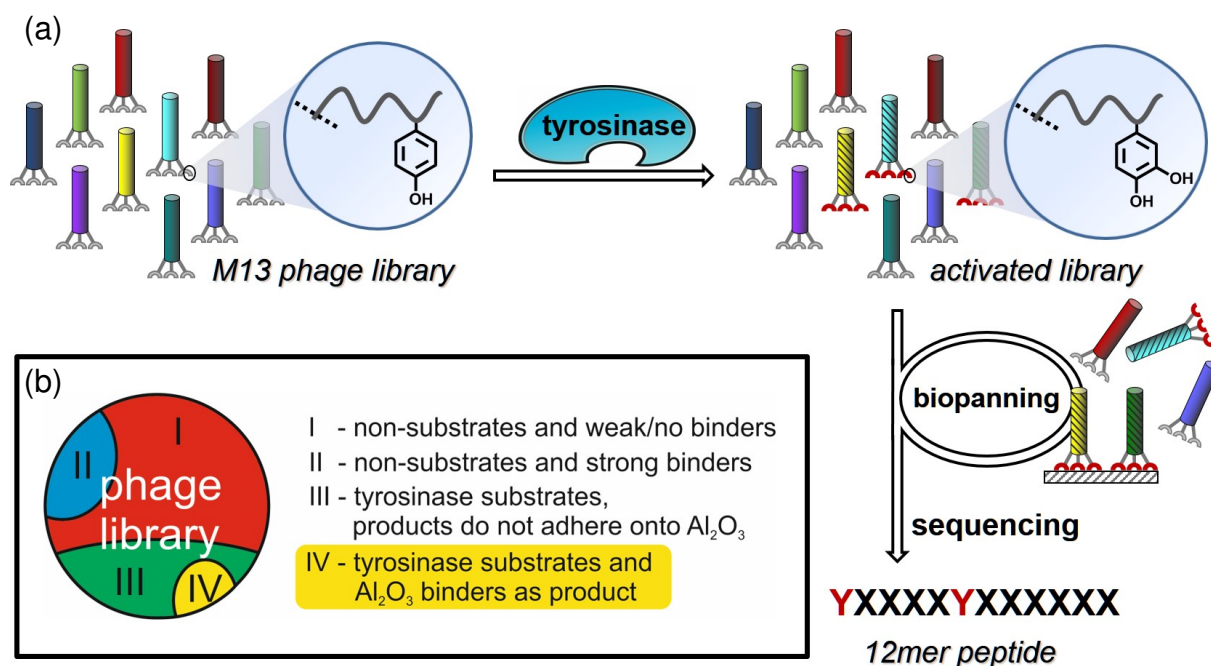 (a)
tyrosinase
OH
OH
OH
M13 phage library
activated library
(b)
I
II
phage
library
III
IV
I - non-substrates and weak/no binders
II - non-substrates and strong binders
III - tyrosinase substrates,
products do not adhere onto Al₂O₃
IV - tyrosinase substrates and
Al₂O₃ binders as product
biopanning
sequencing
YXXXXYXXXXXX
12mer peptide